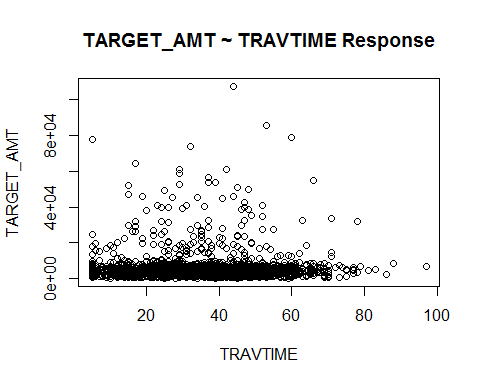 TARGET_AMT ~ TRAVTIME Response
TARGET_AMT
8e+04
4e+04
0e+00
20
40
60
80
100
TRAVTIME